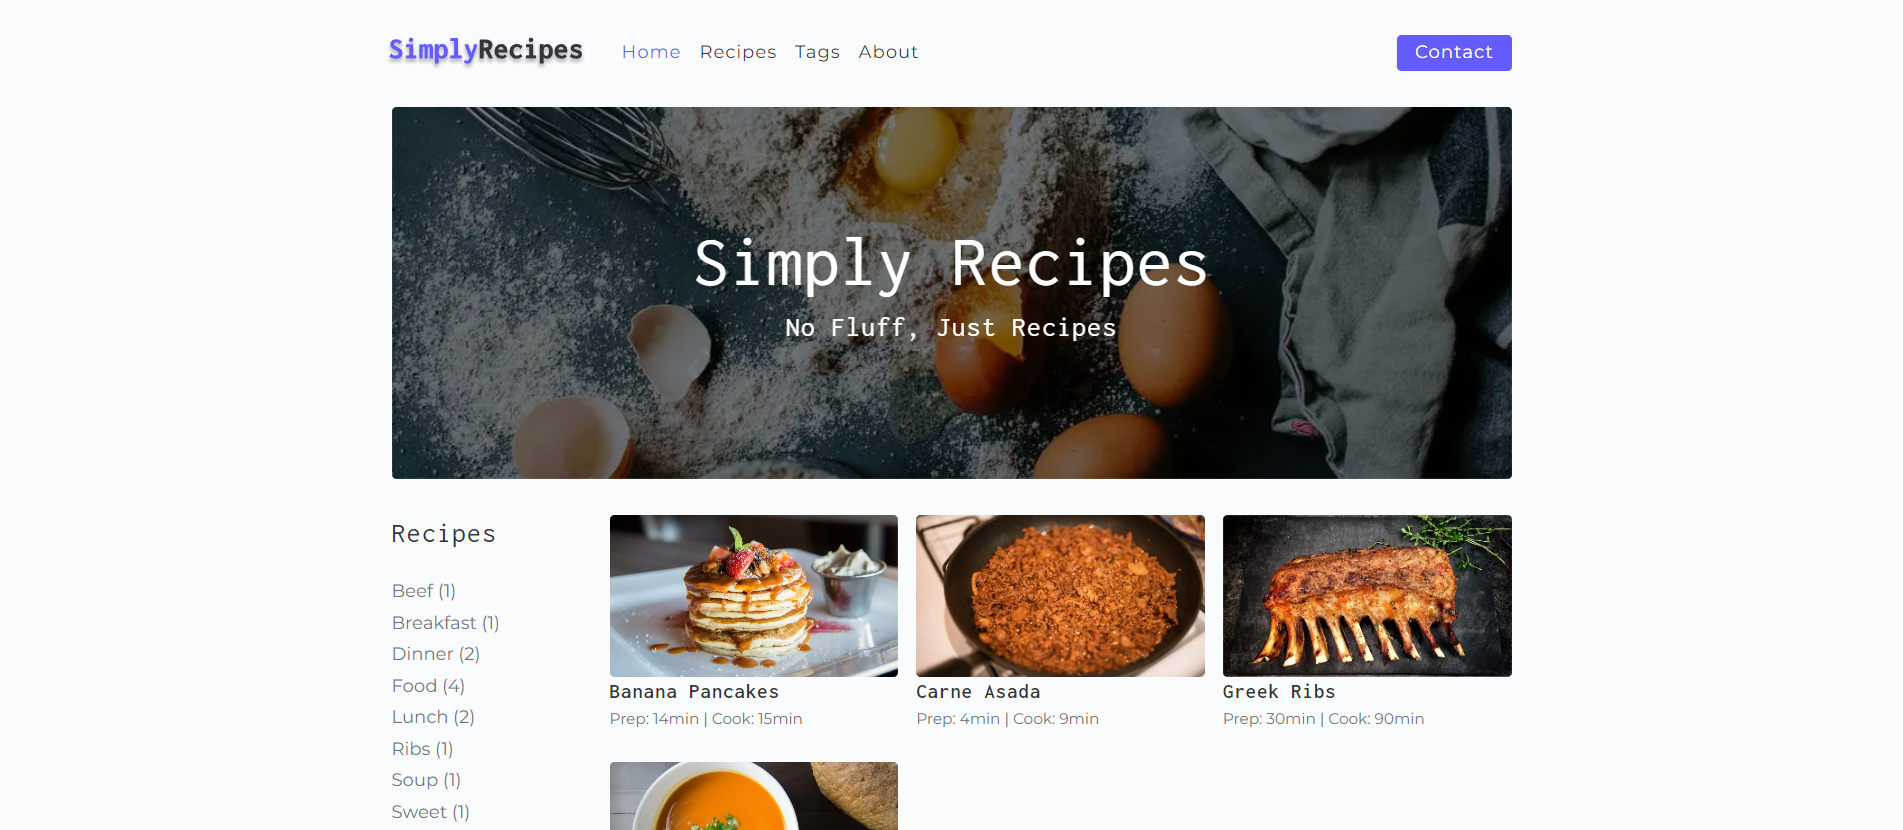 SimplyRecipes
Home Recipes Tags About
Contact
Simply Recipes
No Fluff, Just Recipes
Recipes
Beef (1)
Breakfast (1)
Dinner (2)
Food (4)
Lunch (2)
Ribs (1)
Soup (1)
Sweet (1)
Banana Pancakes
Prep: 14min | Cook: 15min
Carne Asada
Prep: 4min | Cook: 9min
Greek Ribs
Prep: 30min | Cook: 90min